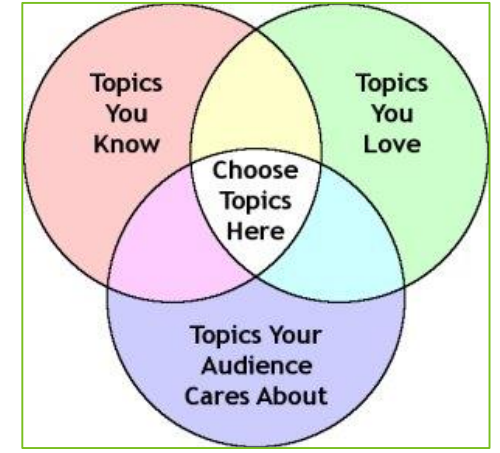 Topics
You
Know
Topics
You
Love
Choose
Topics
Here
Topics Your
Audience
Cares About